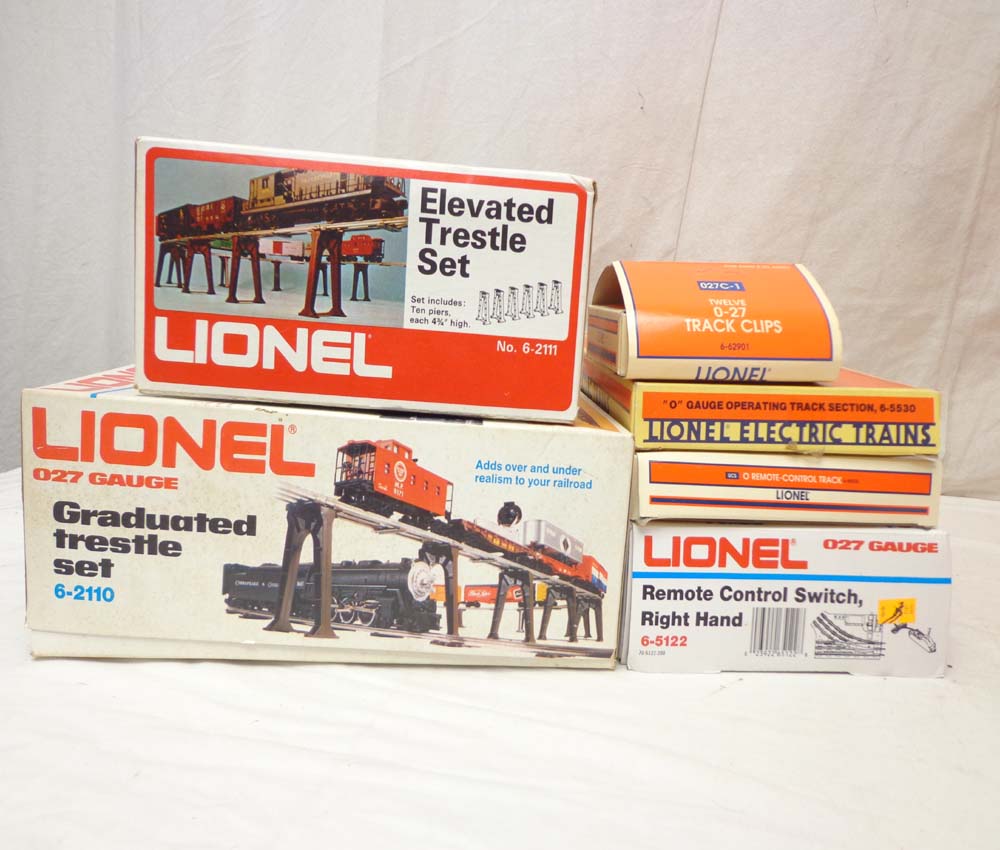 Elevated
Trestle
Set
Set includes:
Ten piers,
each 4¾" high.
LIONEL
No. 6-2111
LIONEL®
027 GAUGE
Graduated
trestle
set
6-2110
Adds over and under
realism to your railroad
027C-1
TWELVE
O-27
TRACK CLIPS
6-62901
LIONEL®
"O" GAUGE OPERATING TRACK SECTION, 6-5530
LIONEL ELECTRIC TRAINS
UCS O REMOTE-CONTROL TRACK
LIONEL®
LIONEL® 027 GAUGE
Remote Control Switch,
Right Hand
6-5122